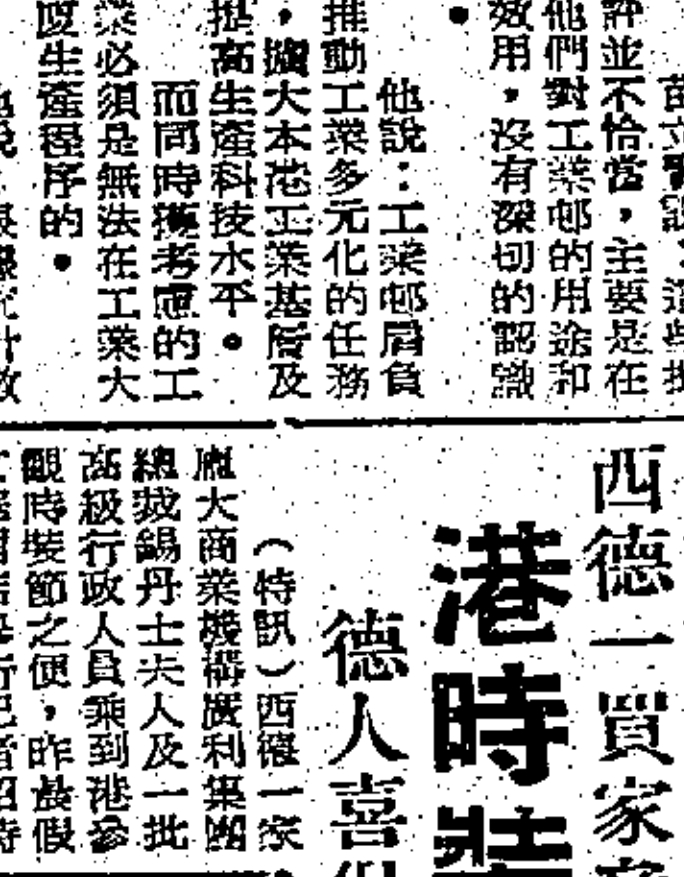 評並不恰當，主要是在
他們對工業邨的用途和
效用，沒有深切的認識
。
他說：工業邨肩負
推動工業多元化的任務
，擴大本港工業基層及
提高生產科技水平。
而同時獲考慮的工
業必須是無法在工業大
廈生產程序的。
西德一買家
港時裝
德人喜
（特訊）西德一家
龐大商業機構廣利集團
總裁錫丹士夫人及一批
高級行政人員乘到港參
觀時裝節之便，昨假